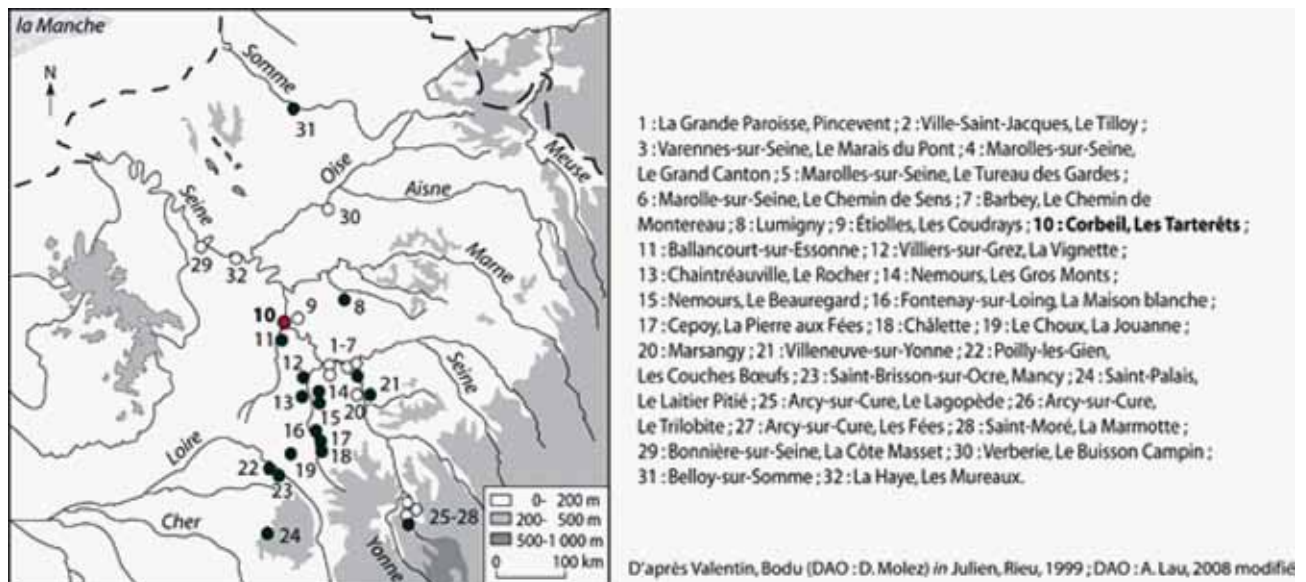 la Manche
N
Somme
31
Meuse
Oise
Aisne
30
Seine
29
32
Marne
10
9
8
11
1-7
12
Seine
14
21
13
20
15
16
17
Loire
18
22
19
23
25-28
Cher
24
Yonne
0- 200 m
200- 500 m
500-1 000 m
0 100 km
1 : La Grande Paroisse, Pincevent ; 2 : Ville-Saint-Jacques, Le Tilloy ;
3 : Varennes-sur-Seine, Le Marais du Pont ; 4 : Marolles-sur-Seine,
Le Grand Canton ; 5 : Marolles-sur-Seine, Le Tureau des Gardes ;
6 : Marolle-sur-Seine, Le Chemin de Sens ; 7 : Barbey, Le Chemin de
Montereau ; 8 : Lumigny ; 9 : Étiolles, Les Coudrays ; 10 : Corbeil, Les Tarterêts ;
11 : Ballancourt-sur-Essonne ; 12 : Villiers-sur-Grez, La Vignette ;
13 : Chaintréauville, Le Rocher ; 14 : Nemours, Les Gros Monts ;
15 : Nemours, Le Beauregard ; 16 : Fontenay-sur-Loing, La Maison blanche ;
17 : Cepoy, La Pierre aux Fées ; 18 : Châlette ; 19 : Le Choux, La Jouanne ;
20 : Marsangy ; 21 : Villeneuve-sur-Yonne ; 22 : Poilly-les-Gien,
Les Couches Bœufs ; 23 : Saint-Brisson-sur-Ocre, Mancy ; 24 : Saint-Palais,
Le Laitier Pitié ; 25 : Arcy-sur-Cure, Le Lagopède ; 26 : Arcy-sur-Cure,
Le Trilobite ; 27 : Arcy-sur-Cure, Les Fées ; 28 : Saint-Moré, La Marmotte ;
29 : Bonnière-sur-Seine, La Côte Masset ; 30 : Verberie, Le Buisson Campin ;
31 : Belloy-sur-Somme ; 32 : La Haye, Les Mureaux.
D'après Valentin, Bodu (DAO : D. Molez) in Julien, Rieu, 1999 ; DAO : A. Lau, 2008 modifié